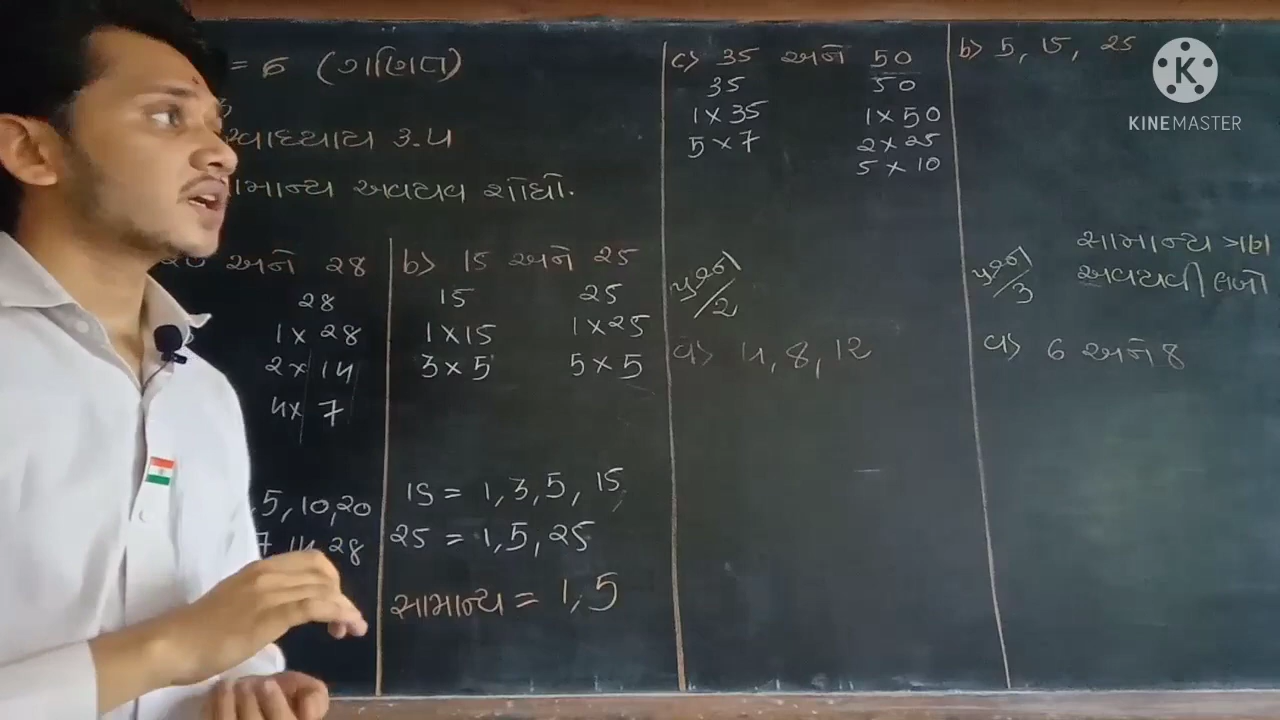 = 6 (ગણિત)
સ્વાધ્યાય 3.4
સામાન્ય અવયવ શોધો.
20 અને 28
28
1 × 28
2 × 14
4 × 7
5, 10, 20
7, 14, 28
b> 15 અને 25
15 25
1 × 15 1 × 25
3 × 5 5 × 5
15 = 1, 3, 5, 15
25 = 1, 5, 25
સામાન્ય = 1, 5
c> 35 અને 50
35 50
1 × 35 1 × 50
5 × 7 2 × 25
5 × 10
પ્રશ્ન/2
a> 4, 8, 12
b> 5, 15, 25
પ્રશ્ન/3
સામાન્ય ત્રણ
અવયવી લખો
a> 6 અને 8
KINEMASTER